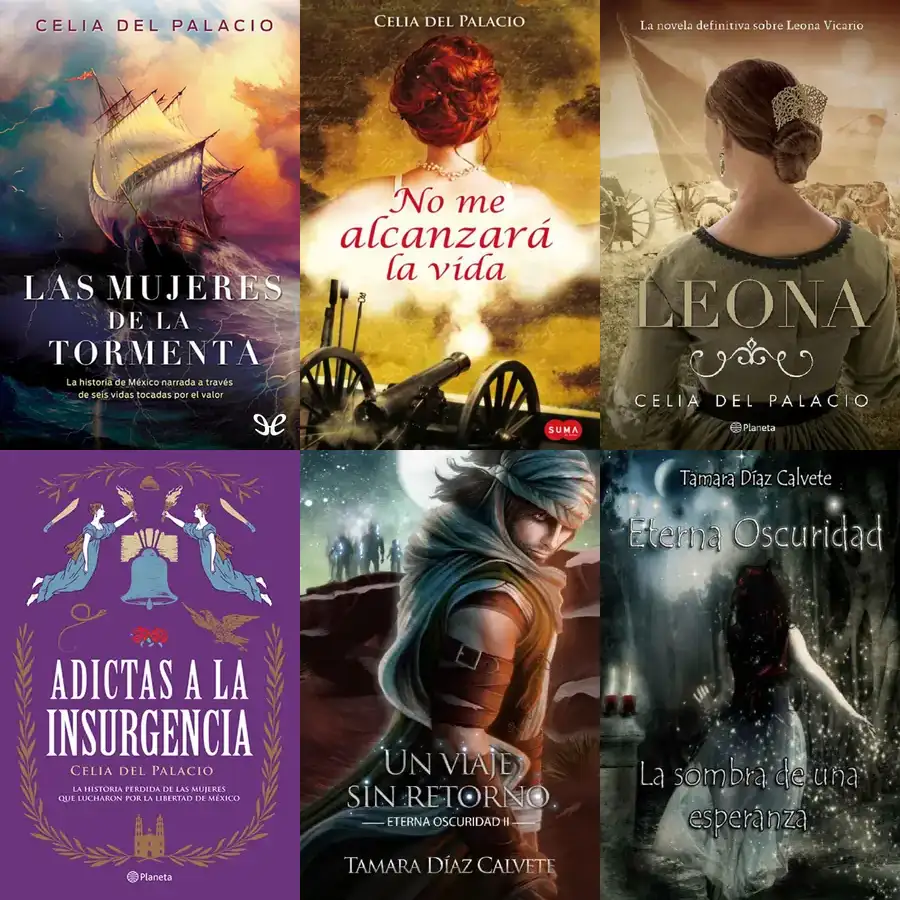 CELIA DEL PALACIO
LAS MUJERES
DE LA
TORMENTA
La historia de México narrada a través
de seis vidas tocadas por el valor
CELIA DEL PALACIO
No me
alcanzará
la vida
SUMA
La novela definitiva sobre Leona Vicario
LEONA
CELIA DEL PALACIO
Planeta
ADICTAS A LA
INSURGENCIA
CELIA DEL PALACIO
LA HISTORIA PERDIDA DE LAS MUJERES
QUE LUCHARON POR LA LIBERTAD DE MÉXICO
Planeta
UN VIAJE
SIN RETORNO
ETERNA OSCURIDAD II
TAMARA DÍAZ CALVETE
Tamara Díaz Calvete
Eterna Oscuridad
La sombra de una
esperanza